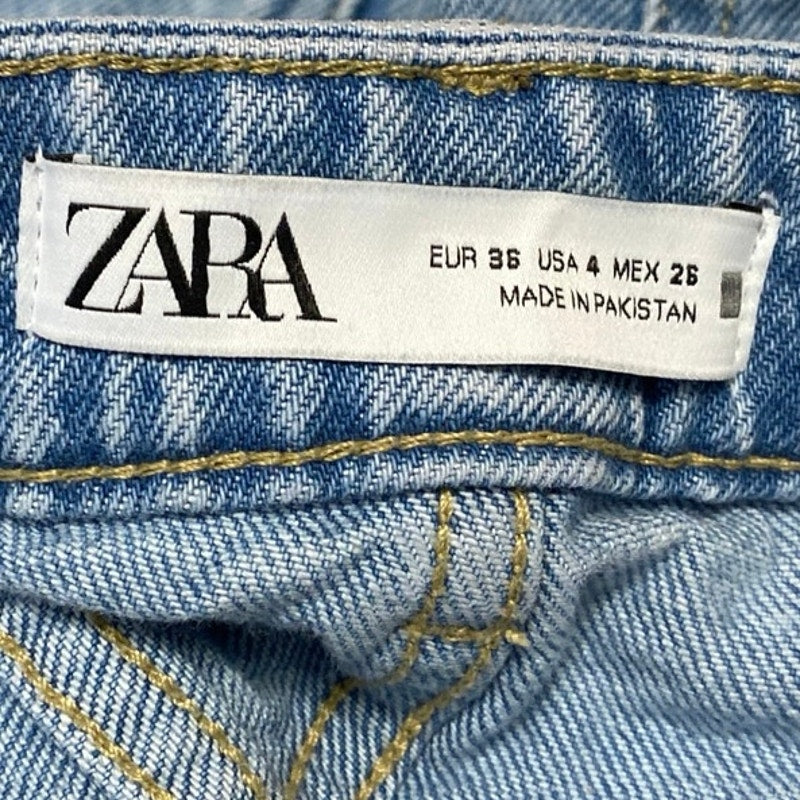 ZARA
EUR 36 USA 4 MEX 26
MADE IN PAKISTAN